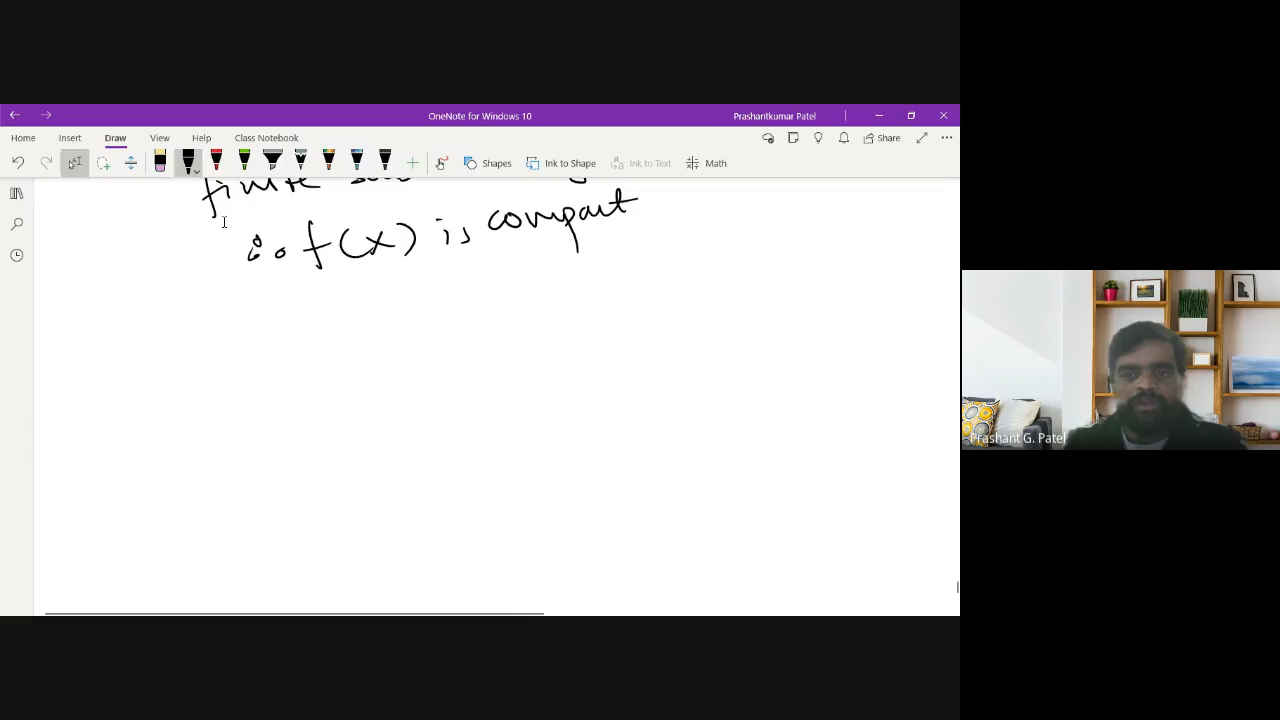 OneNote for Windows 10
Prashantkumar Patel
Home Insert Draw View Help Class Notebook
Share
Shapes Ink to Shape Ink to Text Math
finite
∴ f(x) is compact
Prashant G. Patel